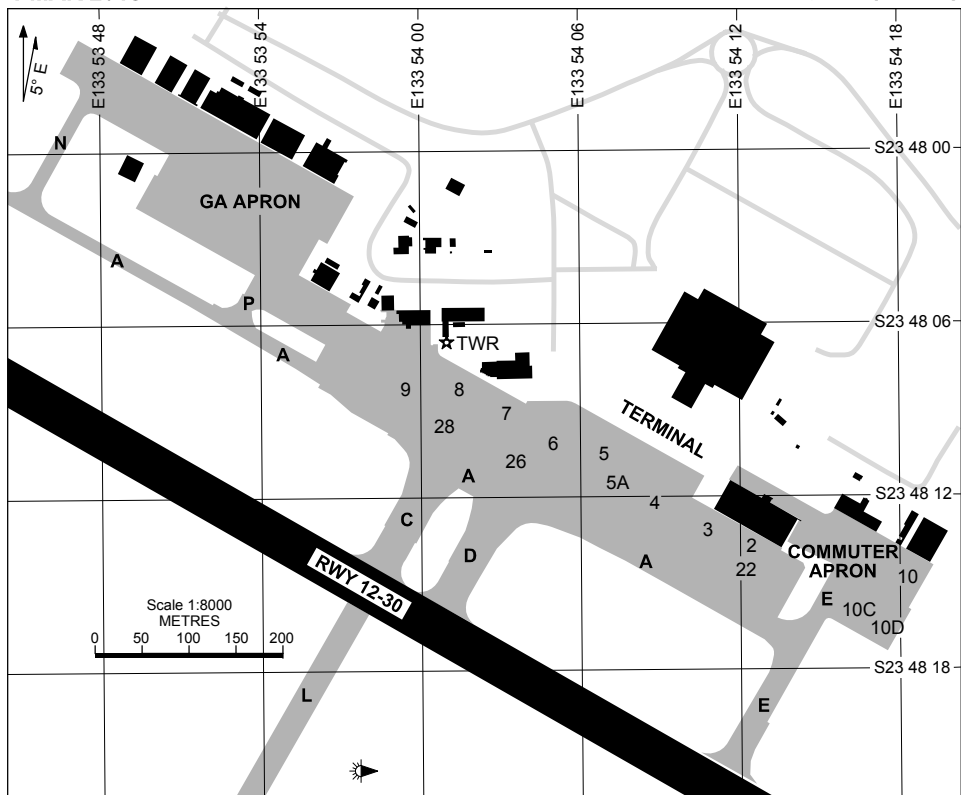 5° E
E133 53 48
E133 53 54
E133 54 00
E133 54 06
E133 54 12
E133 54 18
S23 48 00
N
GA APRON
A
P
S23 48 06
TWR
A
9
8
7
28
6
26
5
TERMINAL
A
5A
4
S23 48 12
C
3
2
D
A
22
COMMUTER
APRON
10
RWY 12-30
E
10C
10D
Scale 1:8000
METRES
0 50 100 150 200
S23 48 18
L
E